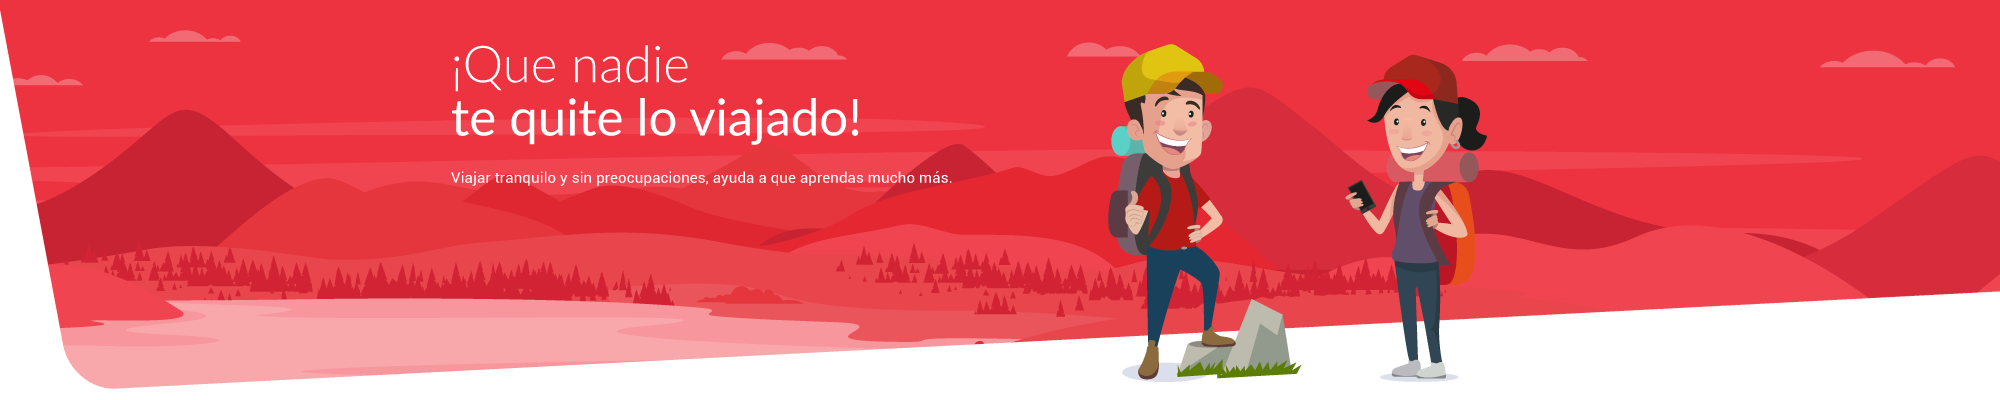 ¡Que nadie
te quite lo viajado!
Viajar tranquilo y sin preocupaciones, ayuda a que aprendas mucho más.